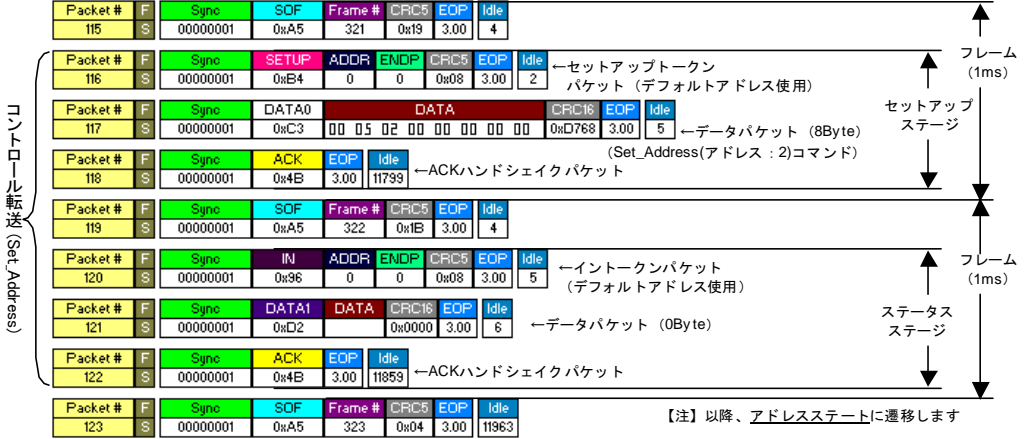 Packet # F Sync SOF Frame # CRC5 EOP Idle
115 S 00000001 0xA5 321 0x19 3.00 4
フレーム
(1ms)
Packet # F Sync SETUP ADDR ENDP CRC5 EOP Idle
116 S 00000001 0xB4 0 0 0x08 3.00 2
←セットアップトークン
パケット（デフォルトアドレス使用）
セットアップ
ステージ
Packet # F Sync DATA0 DATA CRC16 EOP Idle
117 S 00000001 0xC3 00 05 02 00 00 00 00 00 0xD768 3.00 5
←データパケット（8Byte）
（Set_Address(アドレス：2)コマンド）
Packet # F Sync ACK EOP Idle
118 S 00000001 0x4B 3.00 11799
←ACKハンドシェイクパケット
コントロール転送（Set_Address）
Packet # F Sync SOF Frame # CRC5 EOP Idle
119 S 00000001 0xA5 322 0x1B 3.00 4
フレーム
(1ms)
Packet # F Sync IN ADDR ENDP CRC5 EOP Idle
120 S 00000001 0x96 0 0 0x08 3.00 5
←イントークンパケット
（デフォルトアドレス使用）
ステータス
ステージ
Packet # F Sync DATA1 DATA CRC16 EOP Idle
121 S 00000001 0xD2 0x0000 3.00 6
←データパケット（0Byte）
Packet # F Sync ACK EOP Idle
122 S 00000001 0x4B 3.00 11859
←ACKハンドシェイクパケット
Packet # F Sync SOF Frame # CRC5 EOP Idle
123 S 00000001 0xA5 323 0x04 3.00 11963
【注】以降、アドレスステートに遷移します